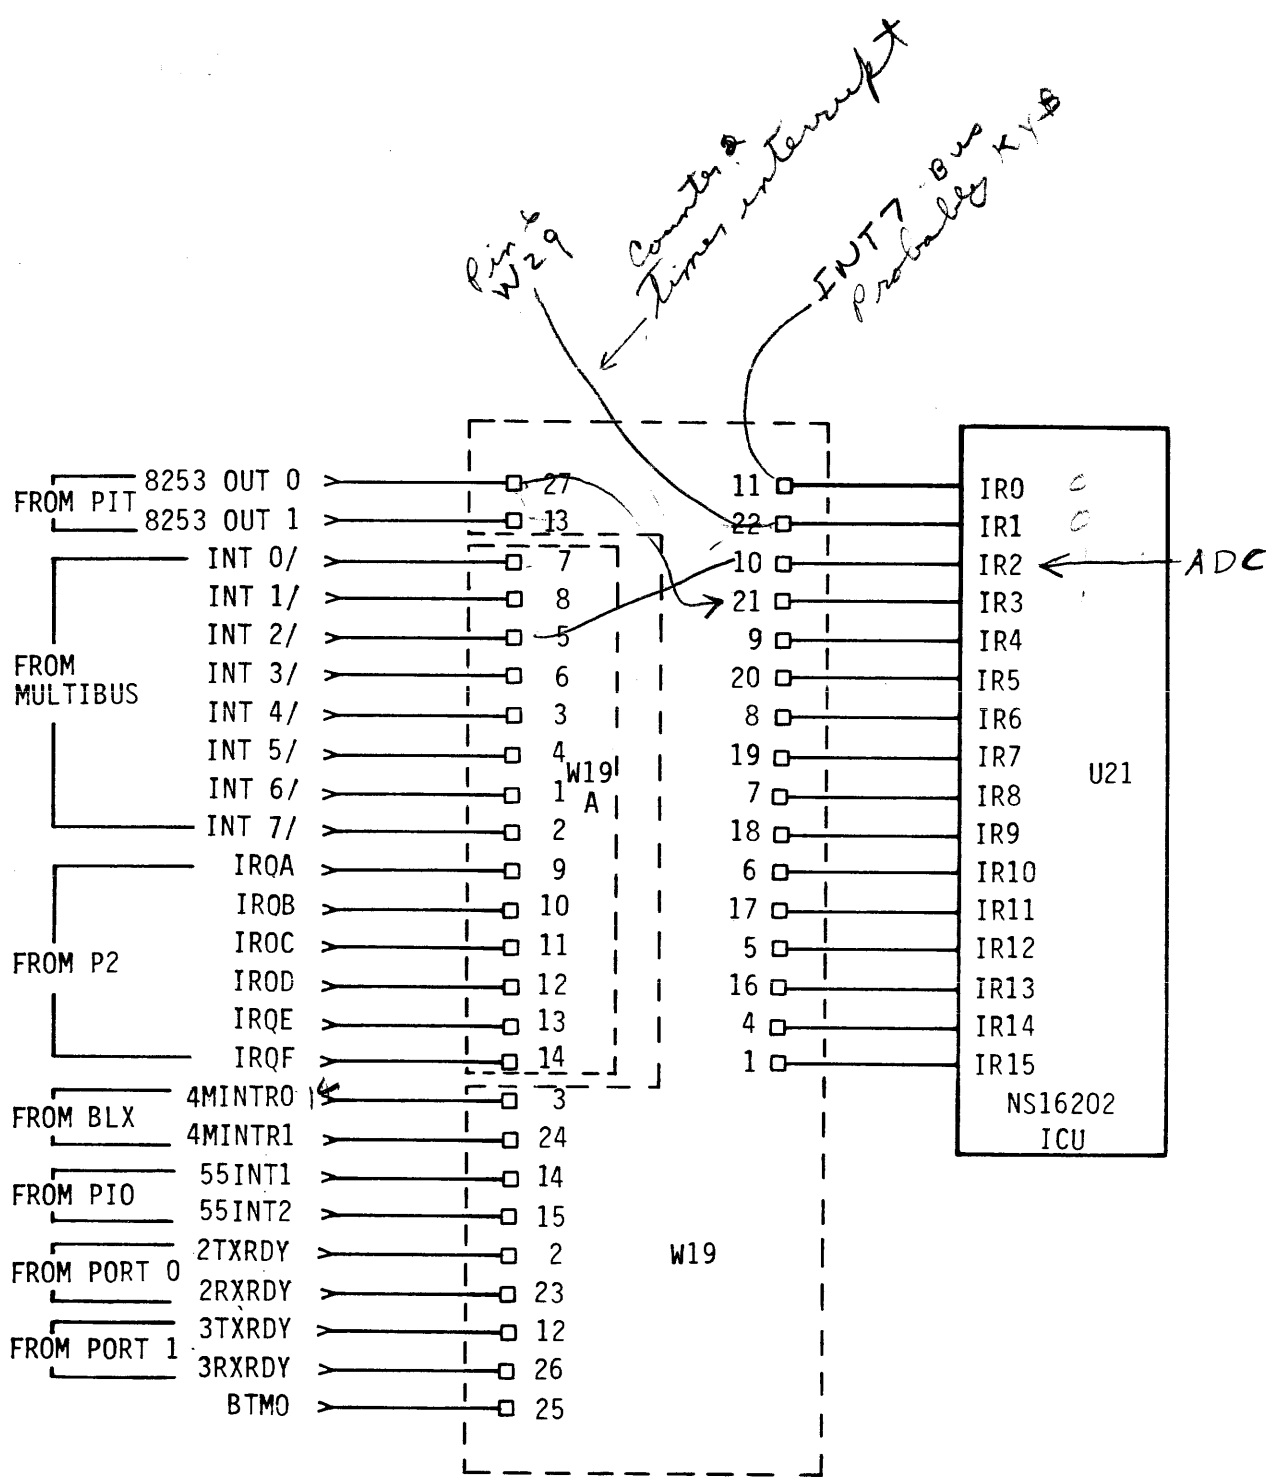 Counter 2
times interrupt
Pin 6
W29
INT 7 Bus
Probably KyB
FROM PIT
8253 OUT 0 27
8253 OUT 1 13
FROM MULTIBUS
INT 0/ 7
INT 1/ 8
INT 2/ 5
INT 3/ 6
INT 4/ 3
INT 5/ 4
INT 6/ 1
INT 7/ 2
W19
A
FROM P2
IRQA 9
IRQB 10
IRQC 11
IRQD 12
IRQE 13
IRQF 14
FROM BLX
4MINTR0 3
4MINTR1 24
FROM PIO
55INT1 14
55INT2 15
FROM PORT 0
2TXRDY 2
2RXRDY 23
FROM PORT 1
3TXRDY 12
3RXRDY 26
BTMO 25
W19
11 IR0
22 IR1
10 IR2 ADC
21 IR3
9 IR4
20 IR5
8 IR6
19 IR7
7 IR8
18 IR9
6 IR10
17 IR11
5 IR12
16 IR13
4 IR14
1 IR15
U21
NS16202
ICU